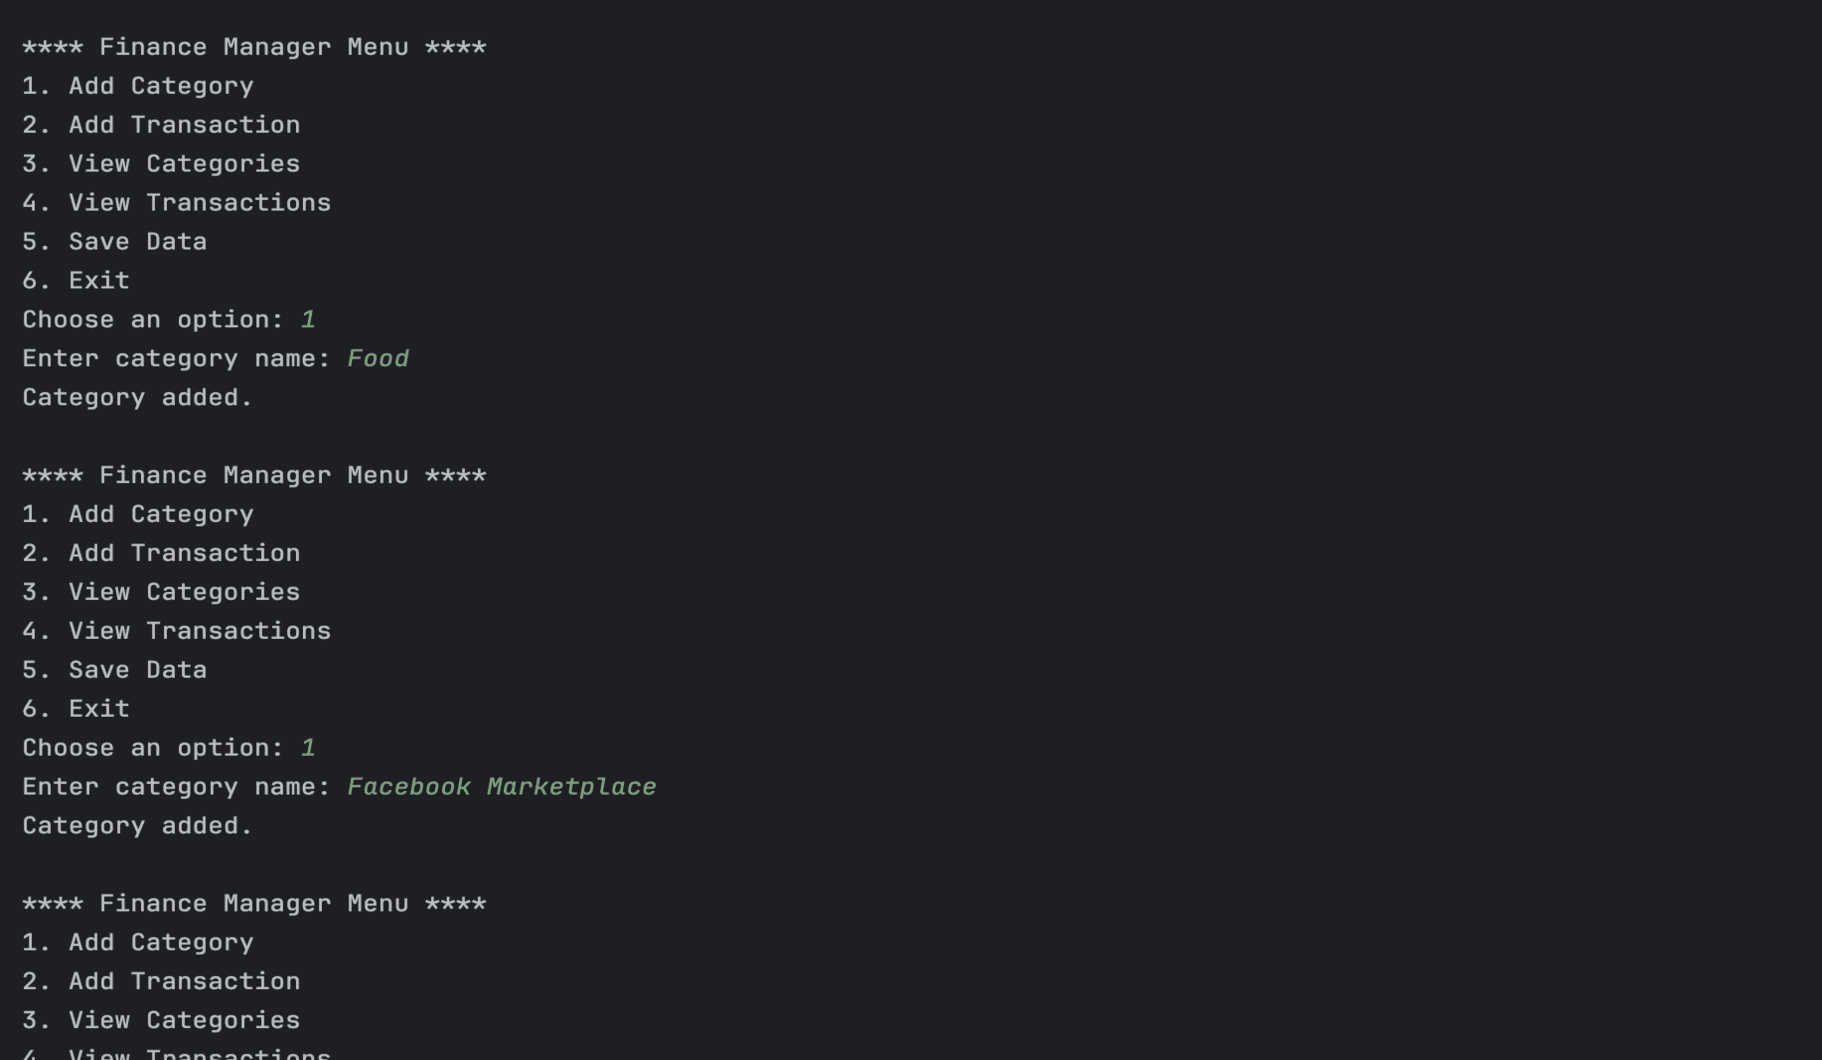 **** Finance Manager Menu ****
1. Add Category
2. Add Transaction
3. View Categories
4. View Transactions
5. Save Data
6. Exit
Choose an option: 1
Enter category name: Food
Category added.
**** Finance Manager Menu ****
1. Add Category
2. Add Transaction
3. View Categories
4. View Transactions
5. Save Data
6. Exit
Choose an option: 1
Enter category name: Facebook Marketplace
Category added.
**** Finance Manager Menu ****
1. Add Category
2. Add Transaction
3. View Categories
4. View Transactions